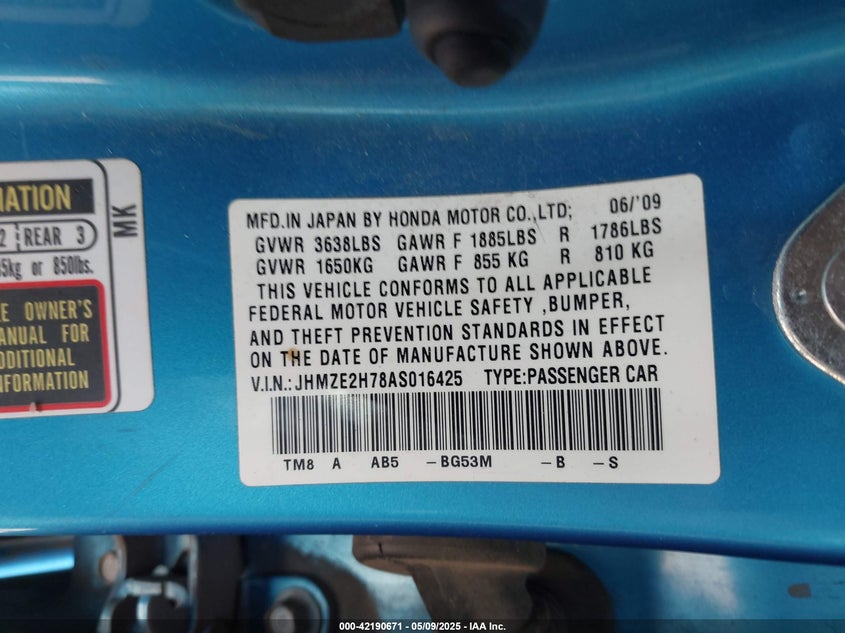 MATION
2 REAR 3
5kg or 850lbs.
E OWNER'S
ANUAL FOR
DDITIONAL
NFORMATION
MK
MFD.IN JAPAN BY HONDA MOTOR CO.,LTD; 06/'09
GVWR 3638LBS GAWR F 1885LBS R 1786LBS
GVWR 1650KG GAWR F 855 KG R 810 KG
THIS VEHICLE CONFORMS TO ALL APPLICABLE
FEDERAL MOTOR VEHICLE SAFETY ,BUMPER,
AND THEFT PREVENTION STANDARDS IN EFFECT
ON THE DATE OF MANUFACTURE SHOWN ABOVE.
V.I.N.:JHMZE2H78AS016425 TYPE:PASSENGER CAR
TM8 A AB5 -BG53M -B -S
000-42190671 - 05/09/2025 - IAA Inc.